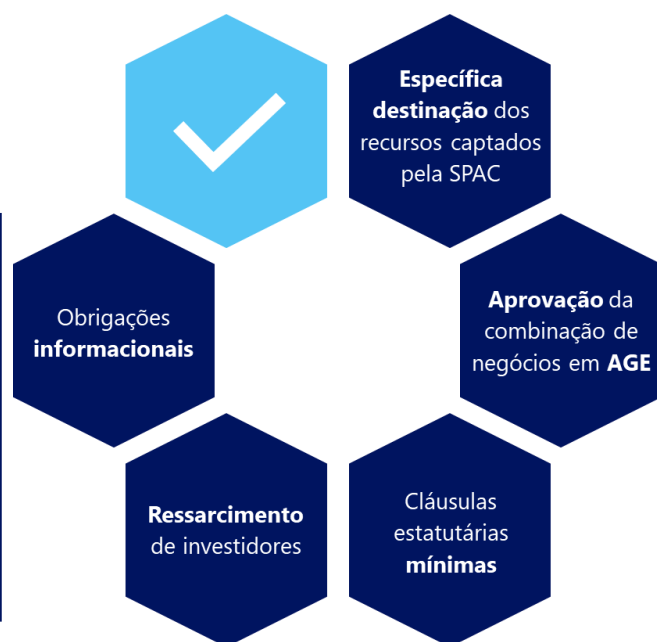 Específica
destinação dos
recursos captados
pela SPAC
Aprovação da
combinação de
negócios em AGE
Cláusulas
estatutárias
mínimas
Ressarcimento
de investidores
Obrigações
informacionais